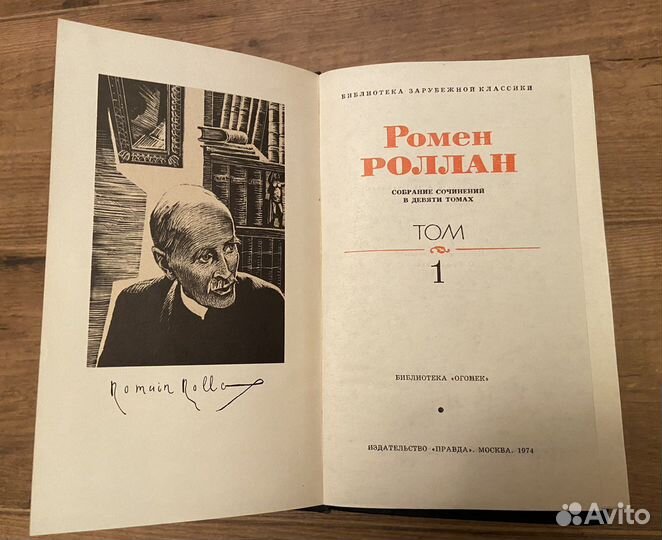 Romain Rolland
БИБЛИОТЕКА ЗАРУБЕЖНОЙ КЛАССИКИ
Ромен
РОЛЛАН
СОБРАНИЕ СОЧИНЕНИЙ
В ДЕВЯТИ ТОМАХ
ТОМ
1
БИБЛИОТЕКА «ОГОНЕК»
ИЗДАТЕЛЬСТВО «ПРАВДА». МОСКВА. 1974
Avito